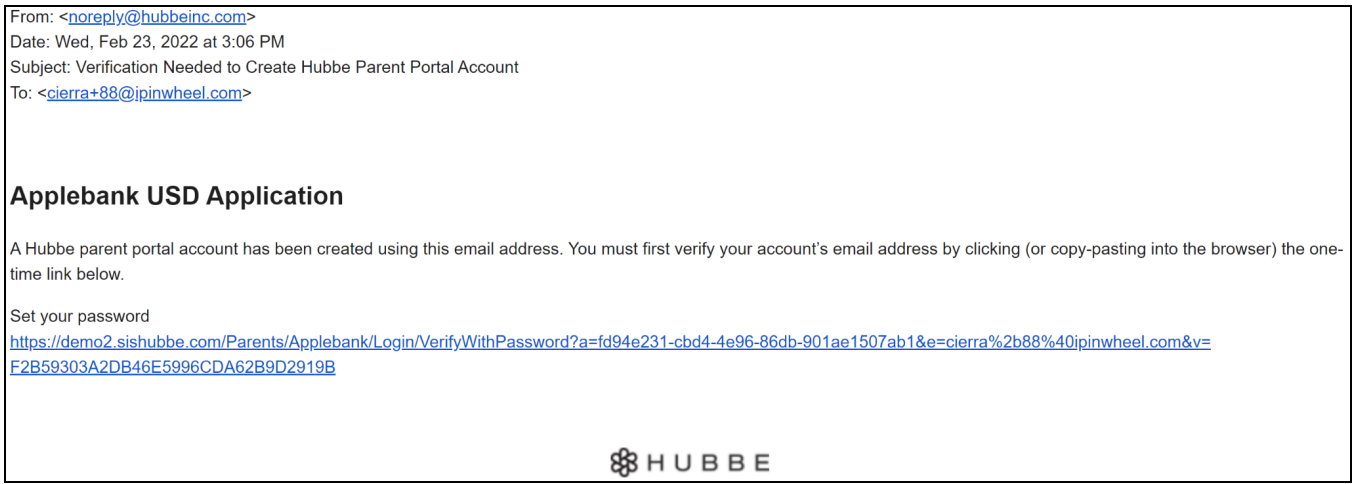 From: <noreply@hubbeinc.com>
Date: Wed, Feb 23, 2022 at 3:06 PM
Subject: Verification Needed to Create Hubbe Parent Portal Account
To: <cierra+88@ipinwheel.com>
Applebank USD Application
A Hubbe parent portal account has been created using this email address. You must first verify your account’s email address by clicking (or copy-pasting into the browser) the one-
time link below.
Set your password
https://demo2.sishubbe.com/Parents/Applebank/Login/VerifyWithPassword?a=fd94e231-cbd4-4e96-86db-901ae1507ab1&e=cierra%2b88%40ipinwheel.com&v=
F2B59303A2DB46E5996CDA62B9D2919B
HUBBE